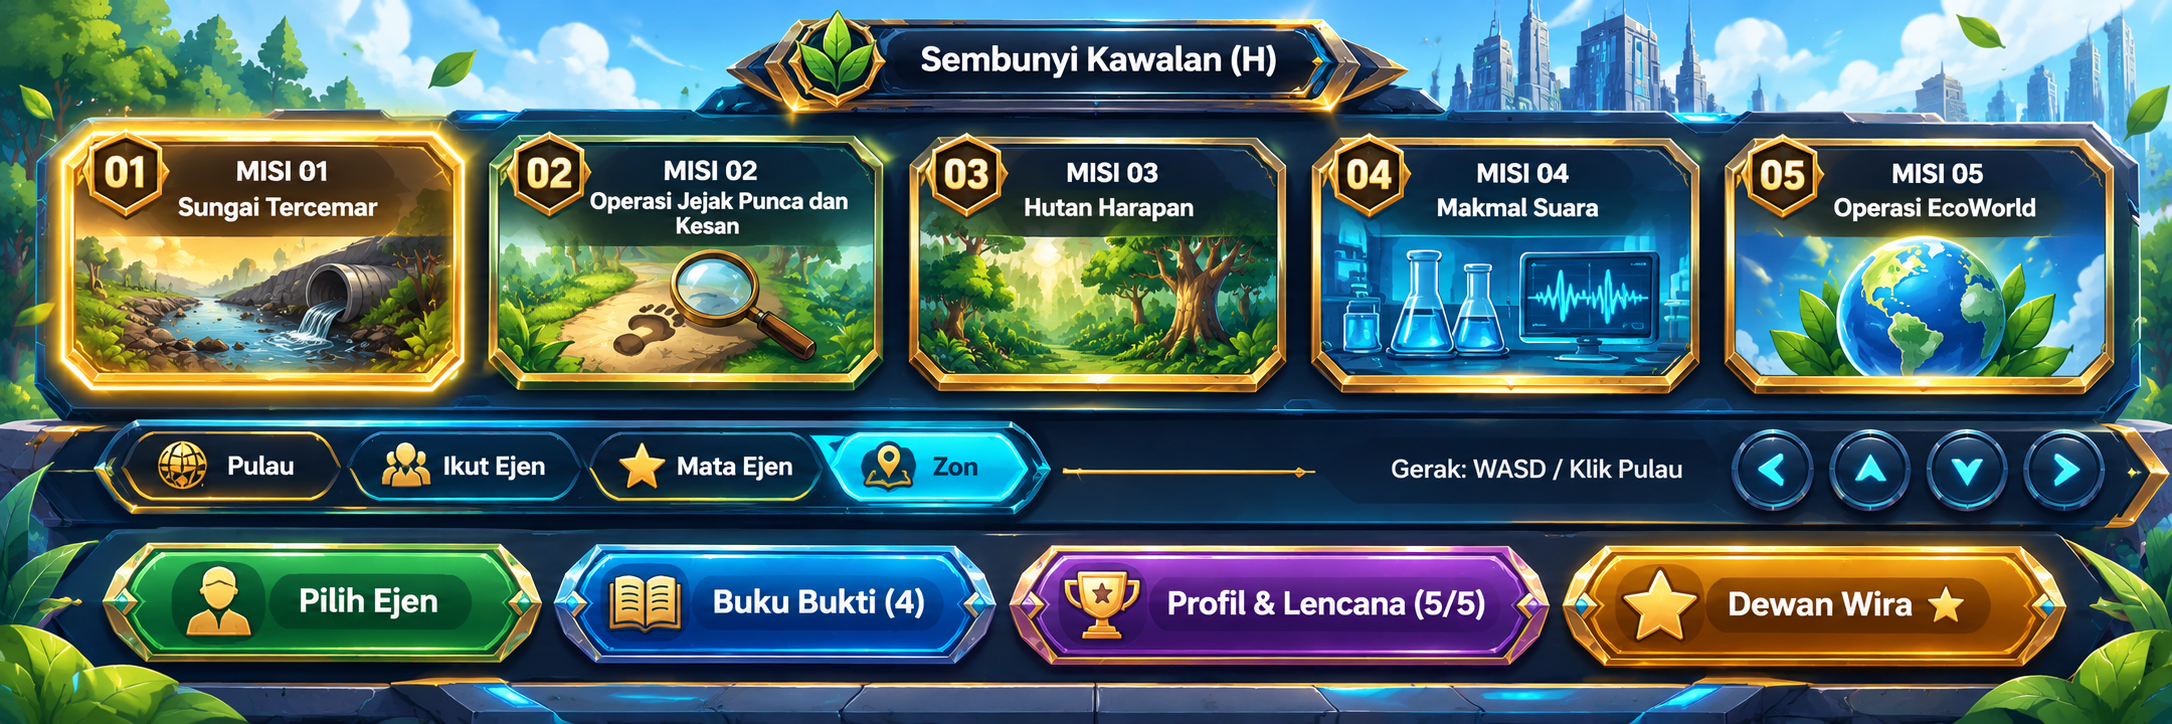 Sembunyi Kawalan (H)
01
MISI 01
Sungai Tercemar
02
MISI 02
Operasi Jejak Punca dan
Kesan
03
MISI 03
Hutan Harapan
04
MISI 04
Makmal Suara
05
MISI 05
Operasi EcoWorld
Pulau
Ikut Ejen
Mata Ejen
Zon
Gerak: WASD / Klik Pulau
Pilih Ejen
Buku Bukti (4)
Profil & Lencana (5/5)
Dewan Wira